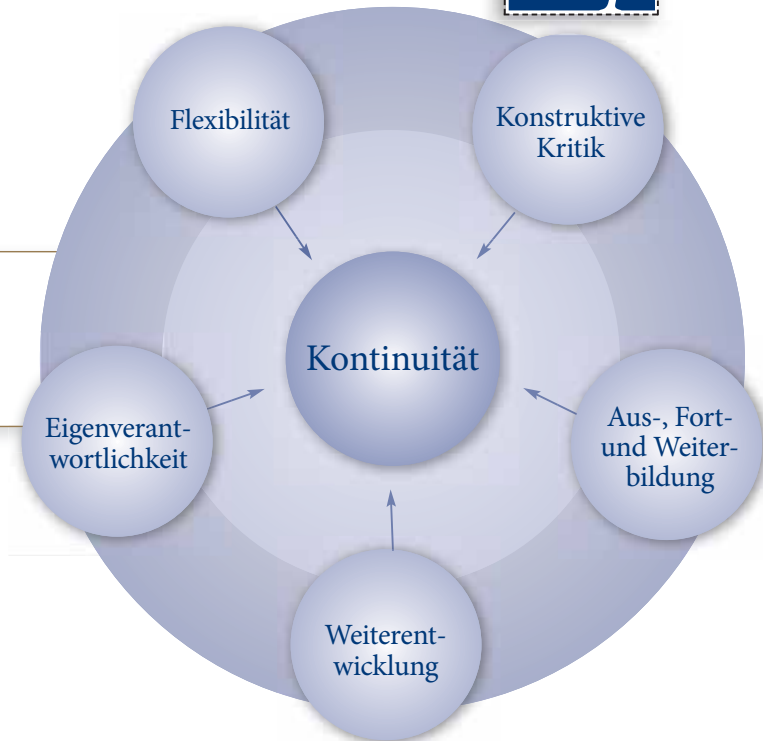 Flexibilität
Konstruktive
Kritik
Kontinuität
Eigenverant-
wortlichkeit
Aus-, Fort-
und Weiter-
bildung
Weiterent-
wicklung